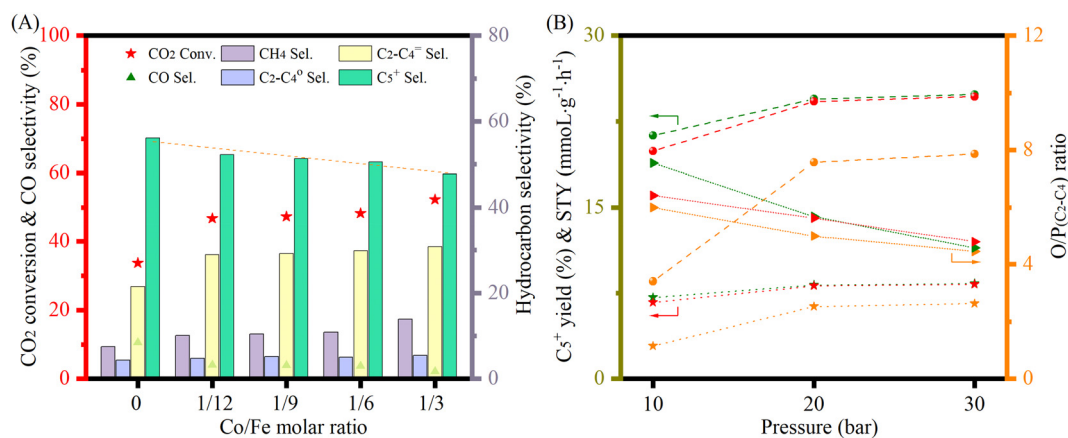 (A)
CO₂ Conv.
CO Sel.
CH₄ Sel.
C₂-C₄º Sel.
C₂-C₄⁼ Sel.
C₅⁺ Sel.
CO₂ conversion & CO selectivity (%)
100
80
60
40
20
0
Hydrocarbon selectivity (%)
80
60
40
20
0
0 1/12 1/9 1/6 1/3
Co/Fe molar ratio
(B)
C₅⁺ yield (%) & STY (mmoL·g⁻¹·h⁻¹)
30
15
0
O/P(C₂-C₄) ratio
12
8
4
0
10 20 30
Pressure (bar)